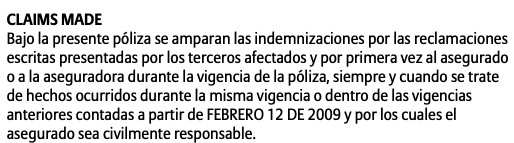 CLAIMS MADE
Bajo la presente póliza se amparan las indemnizaciones por las reclamaciones
escritas presentadas por los terceros afectados y por primera vez al asegurado
o a la aseguradora durante la vigencia de la póliza, siempre y cuando se trate
de hechos ocurridos durante la misma vigencia o dentro de las vigencias
anteriores contadas a partir de FEBRERO 12 DE 2009 y por los cuales el
asegurado sea civilmente responsable.